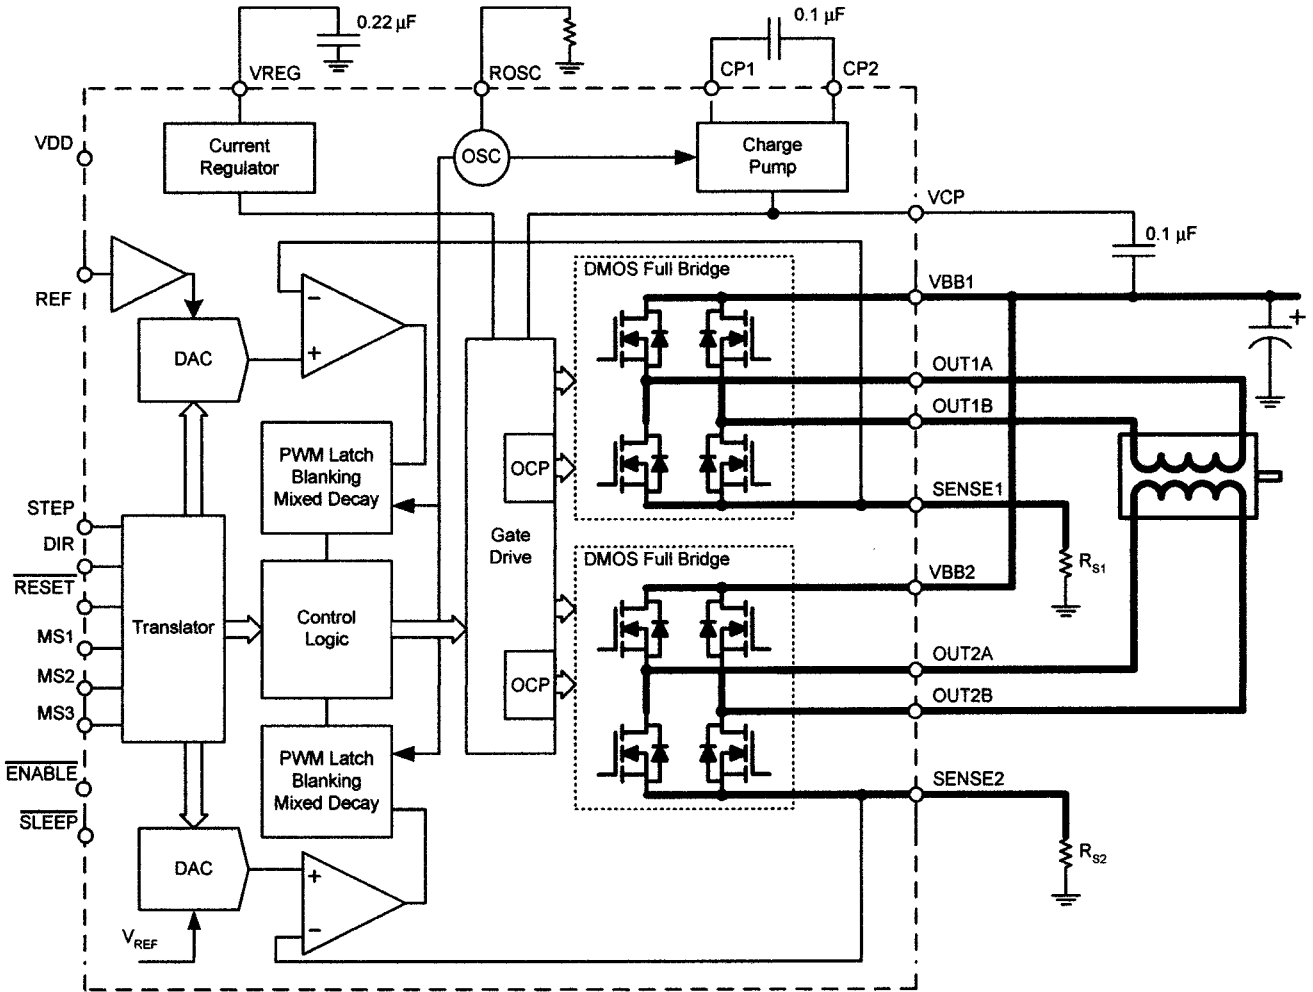 0.22 µF
0.1 µF
VREG
ROSC
CP1
CP2
VDD
Current
Regulator
OSC
Charge
Pump
VCP
0.1 µF
REF
DMOS Full Bridge
VBB1
+
−
+
DAC
OUT1A
OUT1B
PWM Latch
Blanking
Mixed Decay
OCP
SENSE1
STEP
DIR
RESET
MS1
MS2
MS3
Translator
Control
Logic
Gate
Drive
DMOS Full Bridge
VBB2
RS1
OCP
OUT2A
OUT2B
ENABLE
SLEEP
PWM Latch
Blanking
Mixed Decay
SENSE2
RS2
DAC
+
−
VREF